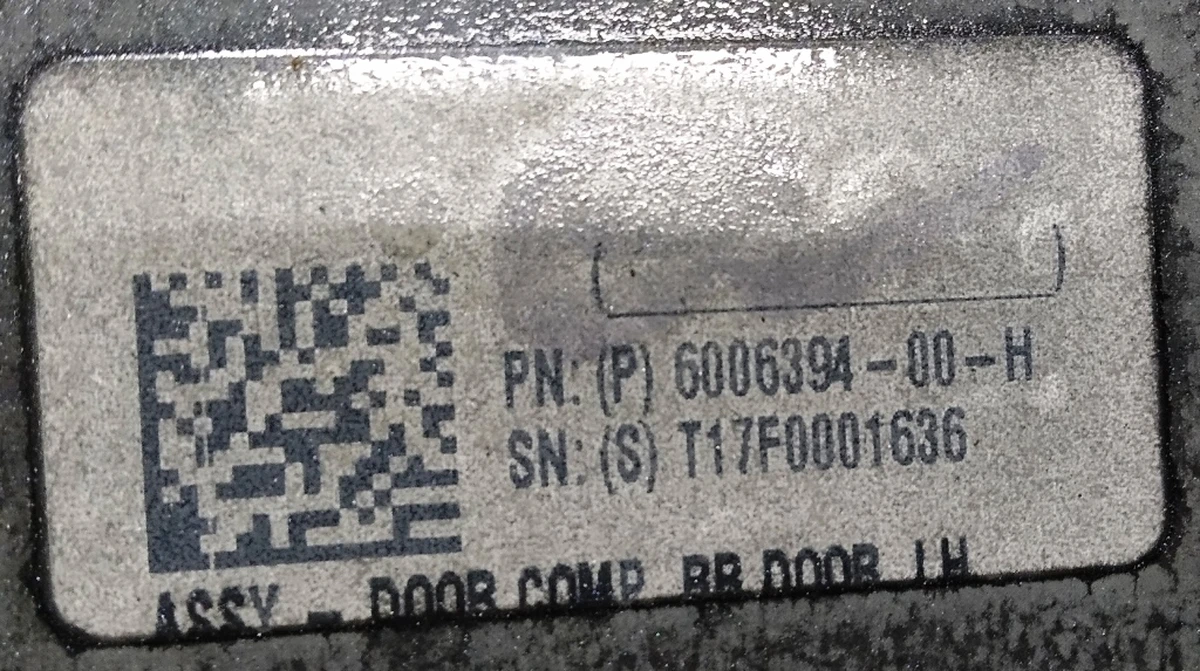 PN: (P) 6006394-00-H
SN: (S) T17F0001636
ASSY - DOOR COMP, RR DOOR, LH